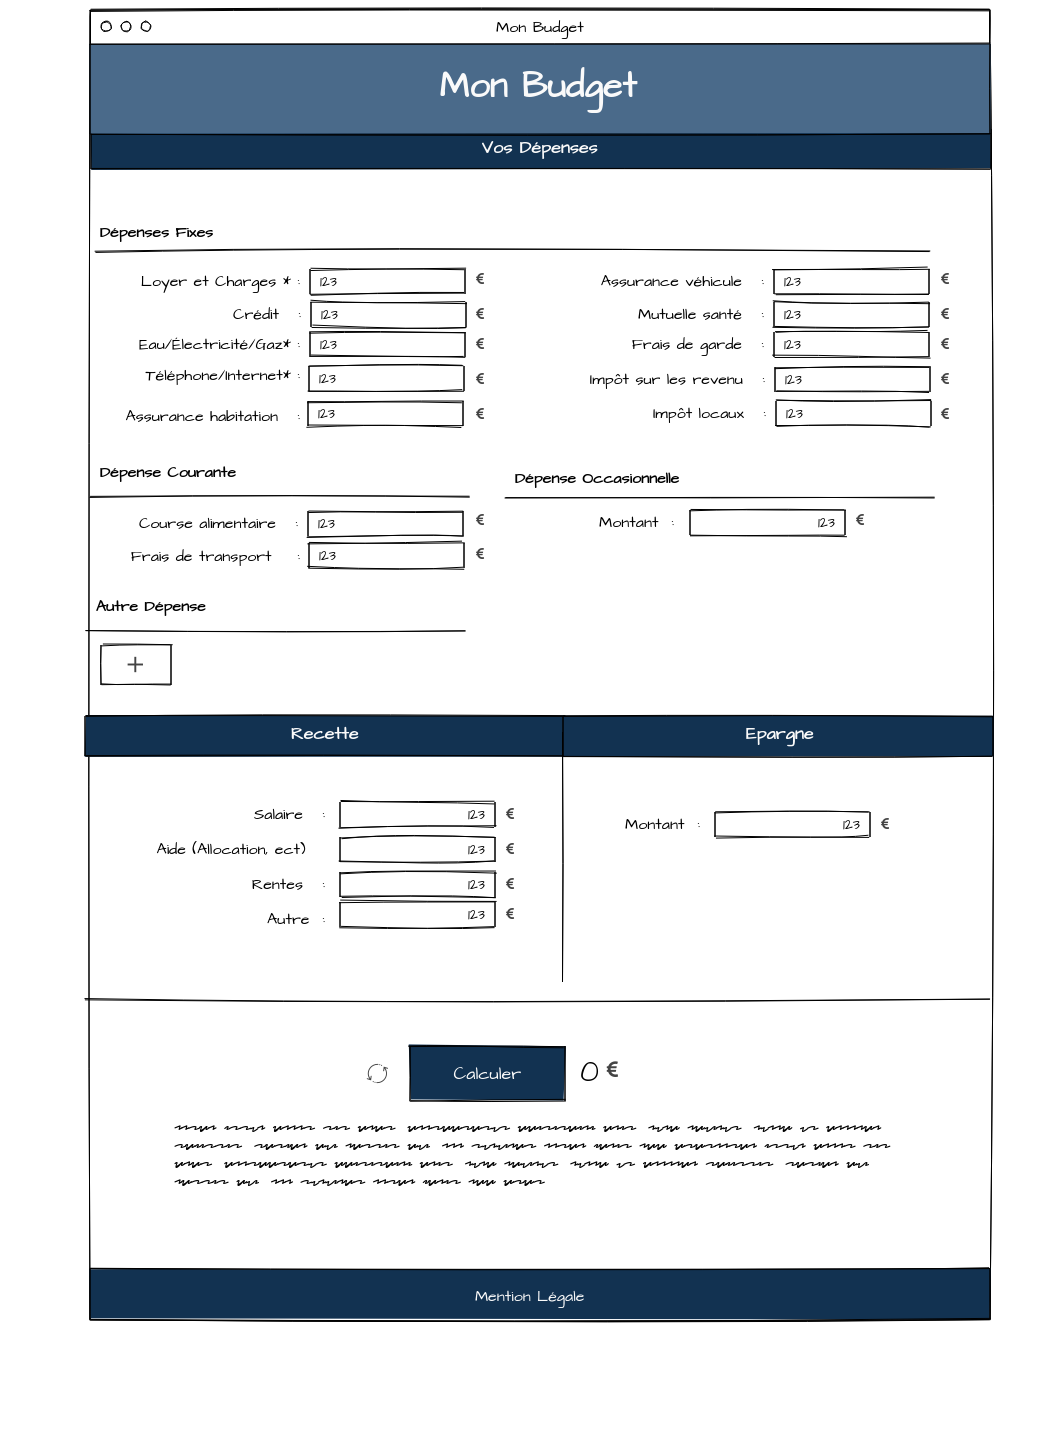 Mon Budget
Mon Budget
Vos Dépenses
Dépenses Fixes
Loyer et Charges * : 123 €
Assurance véhicule : 123 €
Crédit : 123 €
Mutuelle santé : 123 €
Eau/Électricité/Gaz* : 123 €
Frais de garde : 123 €
Téléphone/Internet* : 123 €
Impôt sur les revenu : 123 €
Assurance habitation : 123 €
Impôt locaux : 123 €
Dépense Courante
Course alimentaire : 123 €
Frais de transport : 123 €
Dépense Occasionnelle
Montant : 123 €
Autre Dépense
+
Recette
Salaire : 123 €
Aide (Allocation, ect) 123 €
Rentes : 123 €
Autre : 123 €
Epargne
Montant : 123 €
Calculer 0 €
Mention Légale